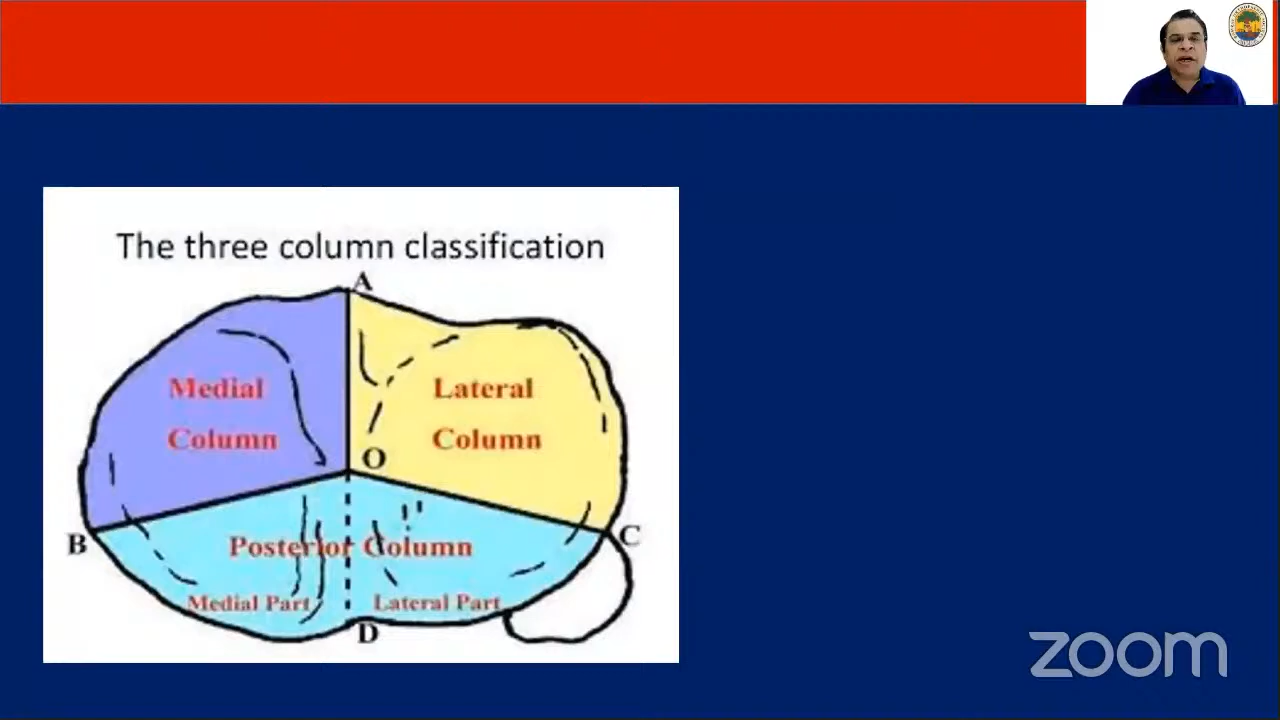 The three column classification
A
Medial
Column
Lateral
Column
O
B
C
Posterior Column
Medial Part
Lateral Part
D
zoom